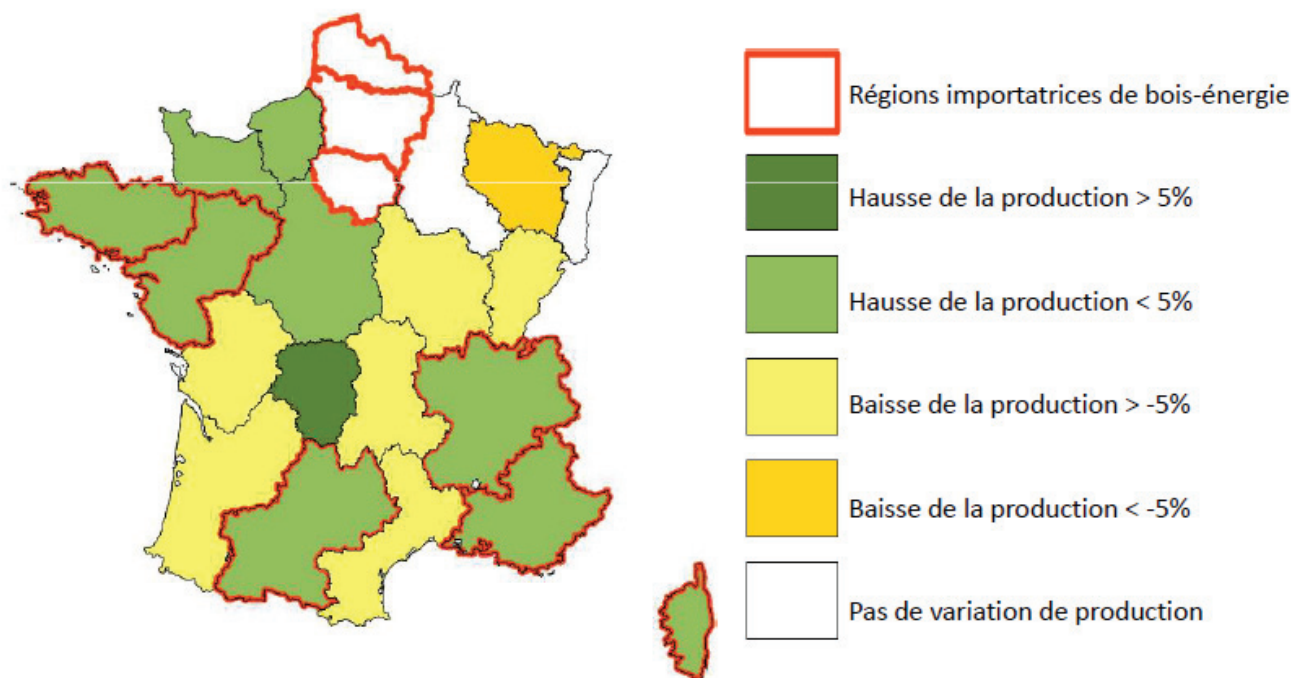 Régions importatrices de bois-énergie
Hausse de la production > 5%
Hausse de la production < 5%
Baisse de la production > -5%
Baisse de la production < -5%
Pas de variation de production